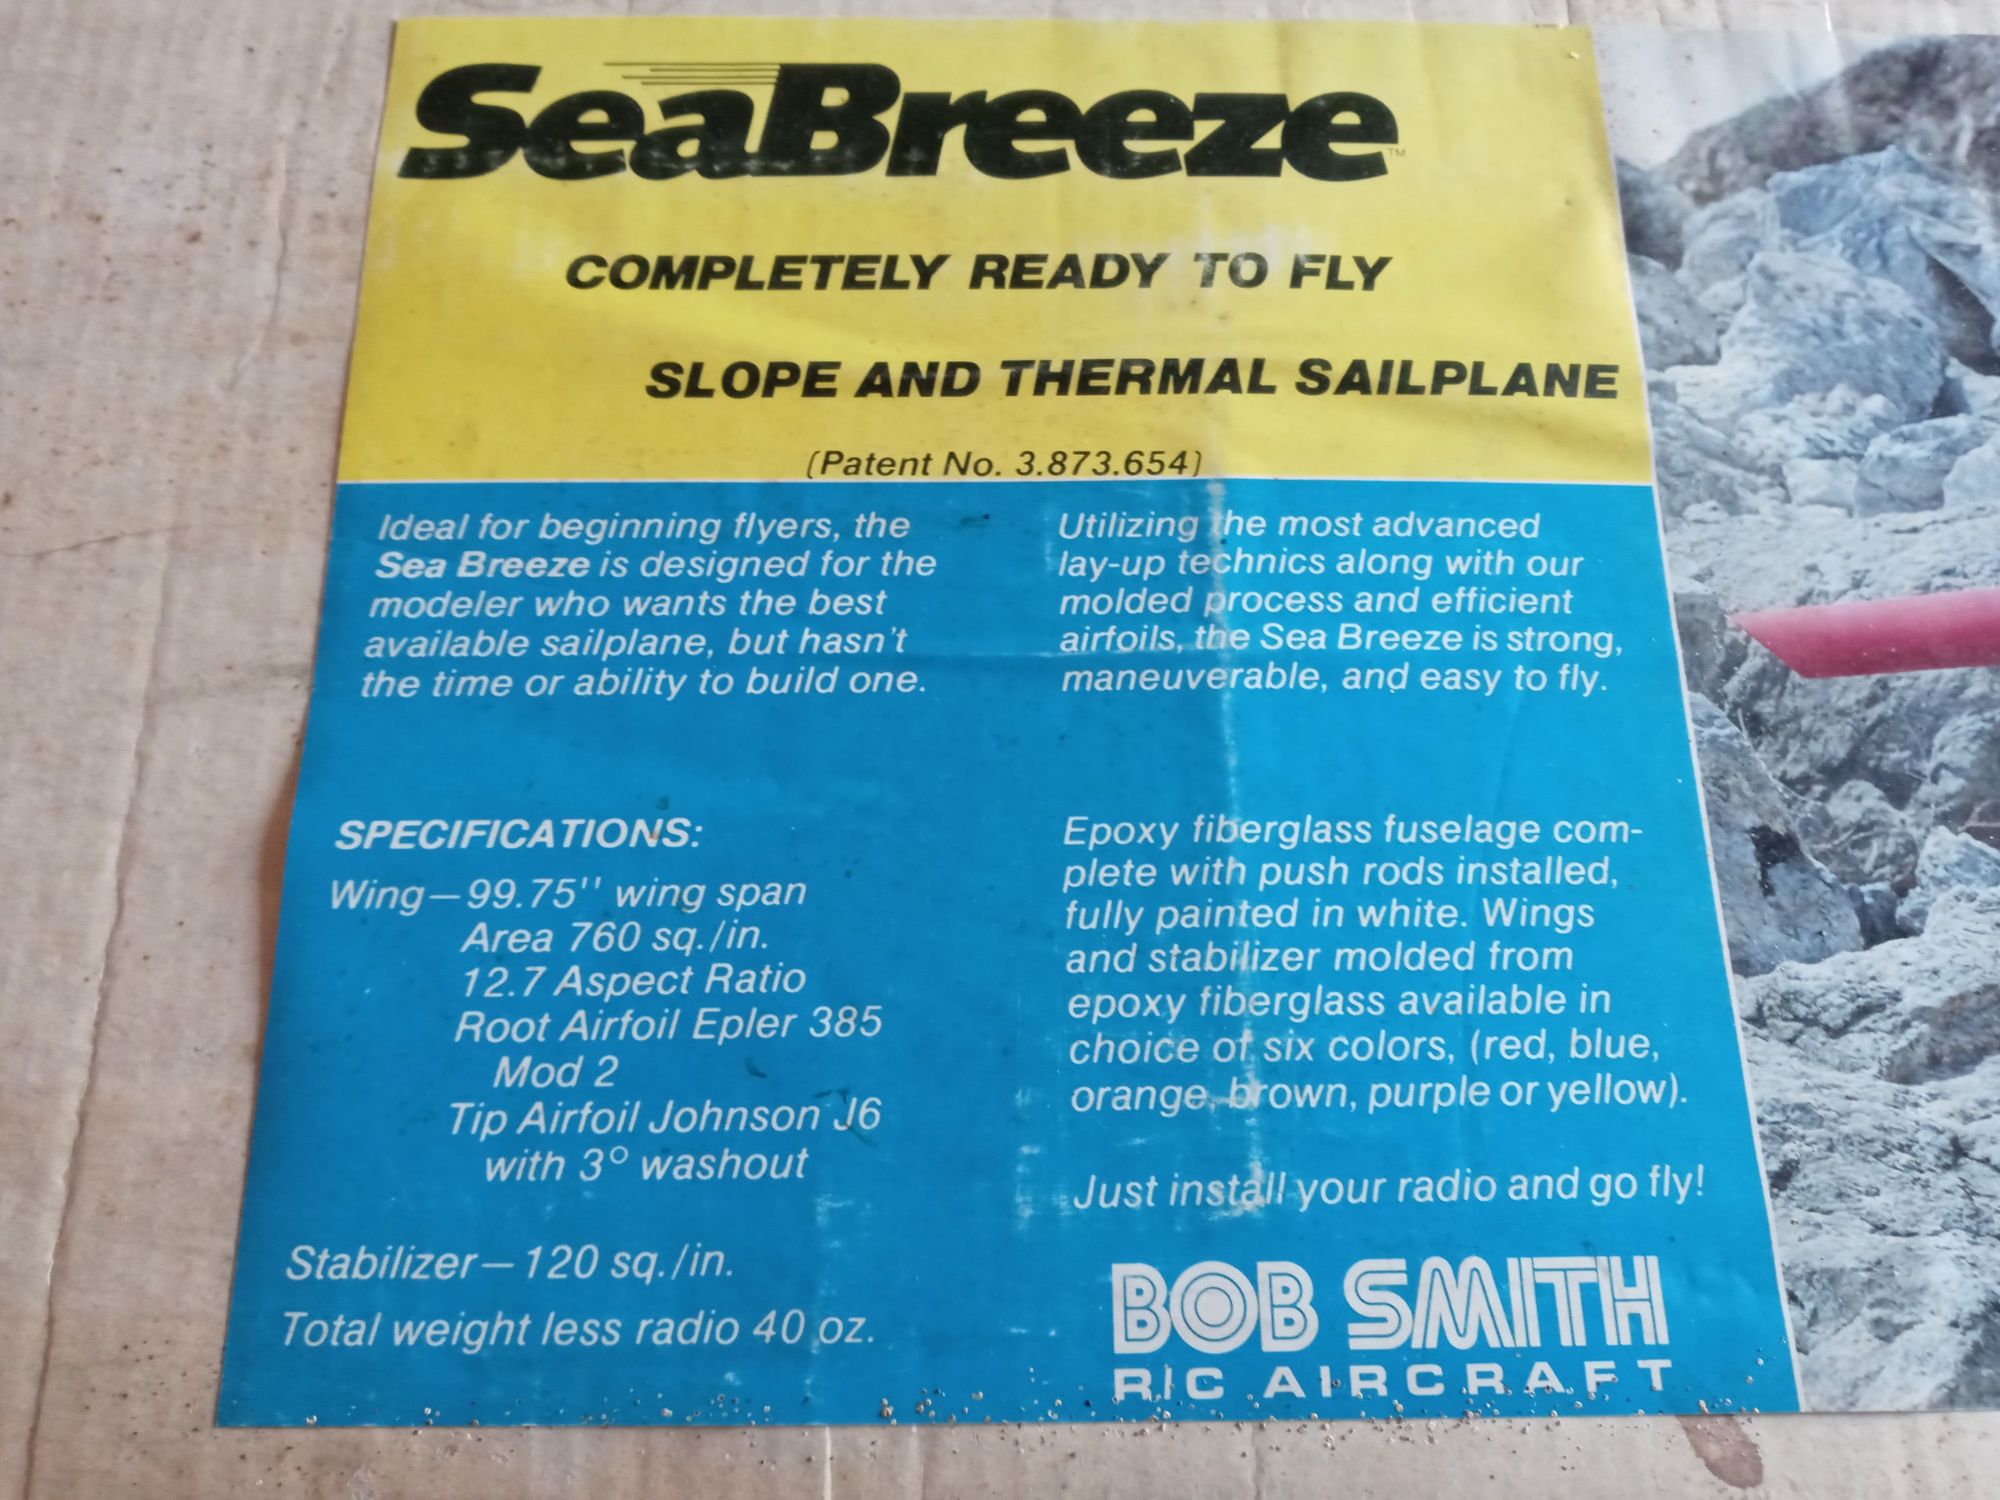 SeaBreeze™
COMPLETELY READY TO FLY
SLOPE AND THERMAL SAILPLANE
(Patent No. 3.873.654)
Ideal for beginning flyers, the
Sea Breeze is designed for the
modeler who wants the best
available sailplane, but hasn't
the time or ability to build one.
Utilizing the most advanced
lay-up technics along with our
molded process and efficient
airfoils, the Sea Breeze is strong,
maneuverable, and easy to fly.
SPECIFICATIONS:
Wing—99.75'' wing span
Area 760 sq./in.
12.7 Aspect Ratio
Root Airfoil Epler 385
Mod 2
Tip Airfoil Johnson J6
with 3° washout
Stabilizer—120 sq./in.
Total weight less radio 40 oz.
Epoxy fiberglass fuselage com-
plete with push rods installed,
fully painted in white. Wings
and stabilizer molded from
epoxy fiberglass available in
choice of six colors, (red, blue,
orange, brown, purple or yellow).
Just install your radio and go fly!
BOB SMITH
R/C AIRCRAFT